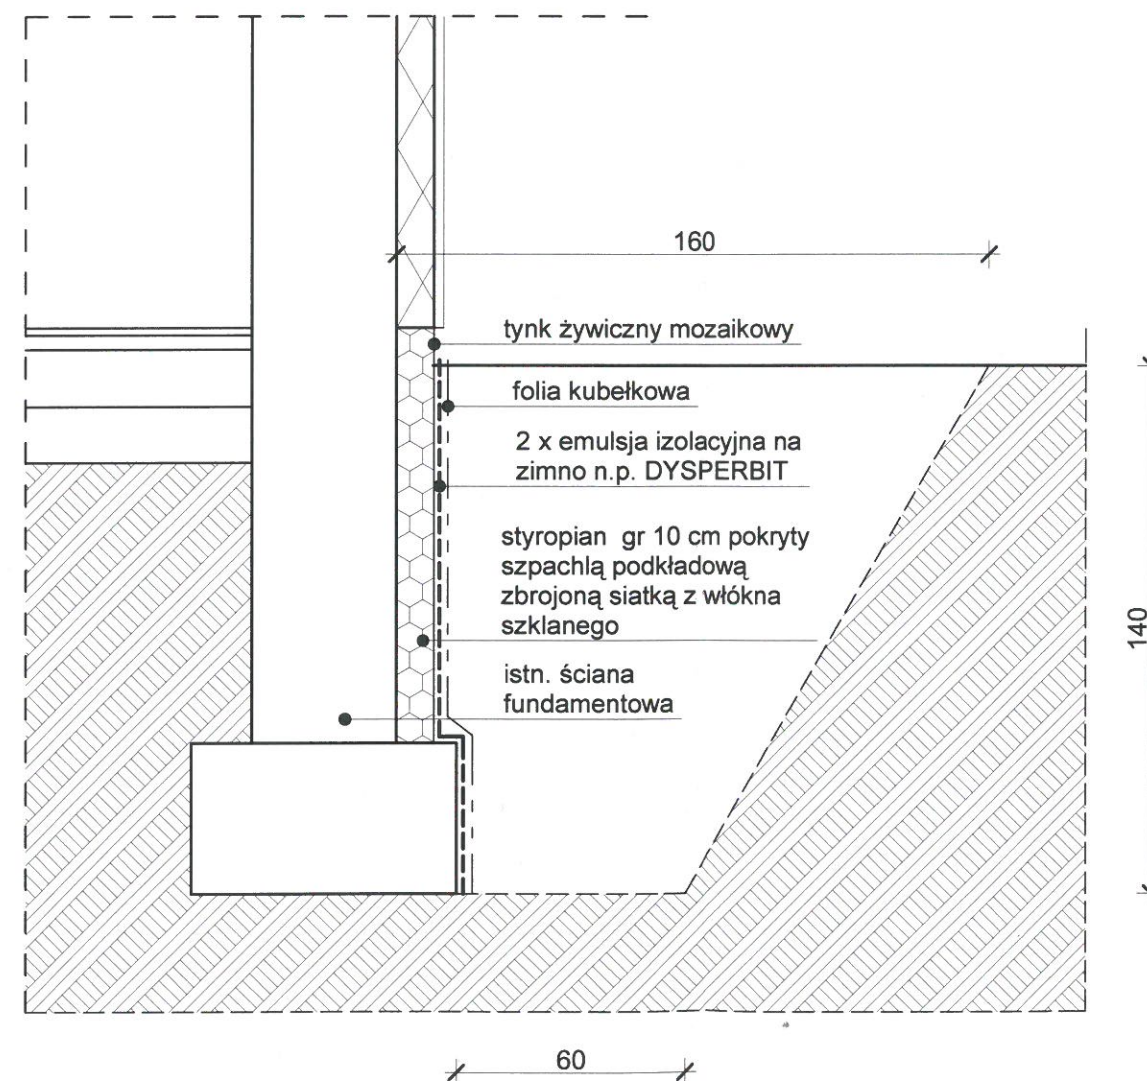 160
tynk żywiczny mozaikowy
folia kubełkowa
2 x emulsja izolacyjna na
zimno n.p. DYSPERBIT
styropian gr 10 cm pokryty
szpachlą podkładową
zbrojoną siatką z włókna
szklanego
istn. ściana
fundamentowa
140
60